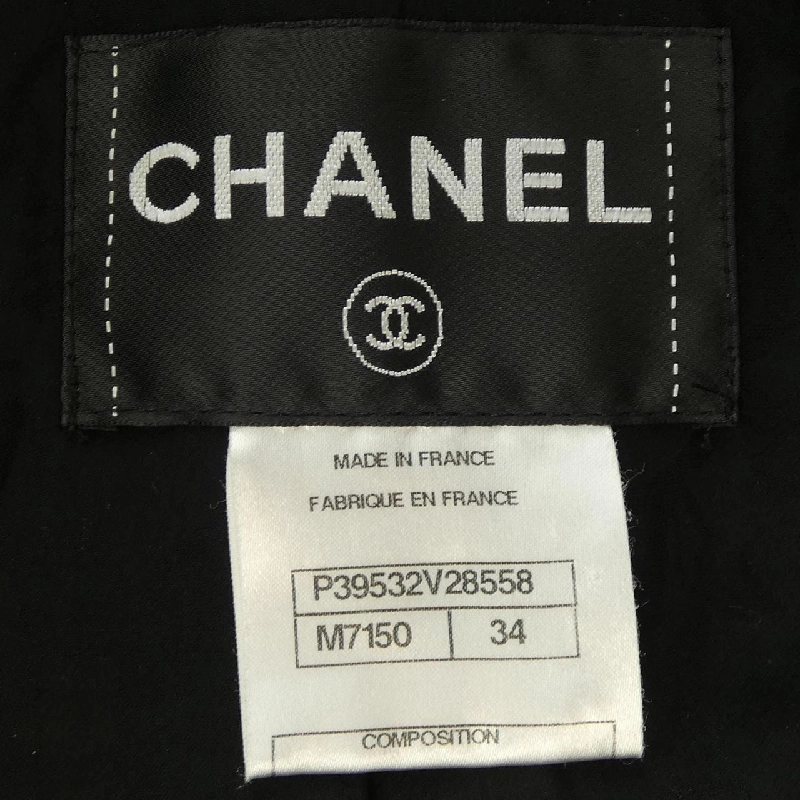 CHANEL
MADE IN FRANCE
FABRIQUE EN FRANCE
P39532V28558
M7150 34
COMPOSITION